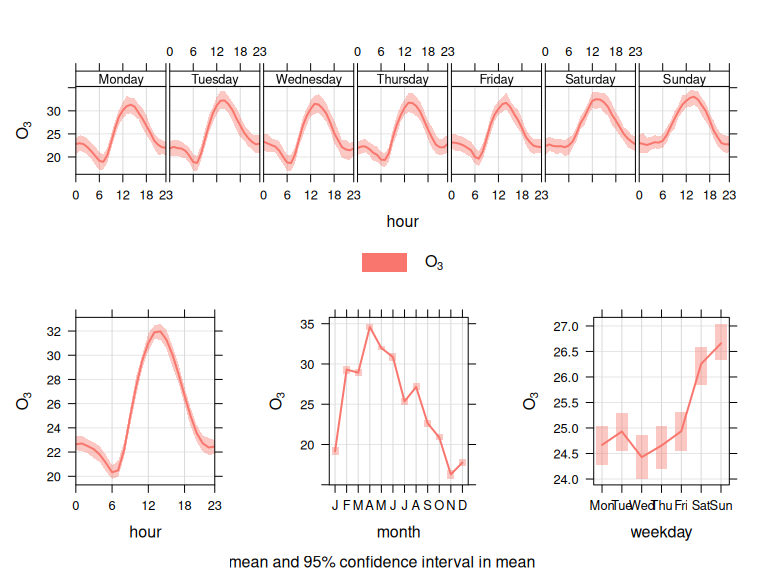 0 6 12 18 23 0 6 12 18 23 0 6 12 18 23
Monday Tuesday Wednesday Thursday Friday Saturday Sunday
O₃
30
25
20
0 6 12 18 23 0 6 12 18 23 0 6 12 18 23 0 6 12 18 23
hour
O₃
O₃
32
30
28
26
24
22
20
0 6 12 18 23
hour
O₃
35
30
25
20
J F M A M J J A S O N D
month
O₃
27.0
26.5
26.0
25.5
25.0
24.5
24.0
Mon Tue Wed Thu Fri Sat Sun
weekday
mean and 95% confidence interval in mean